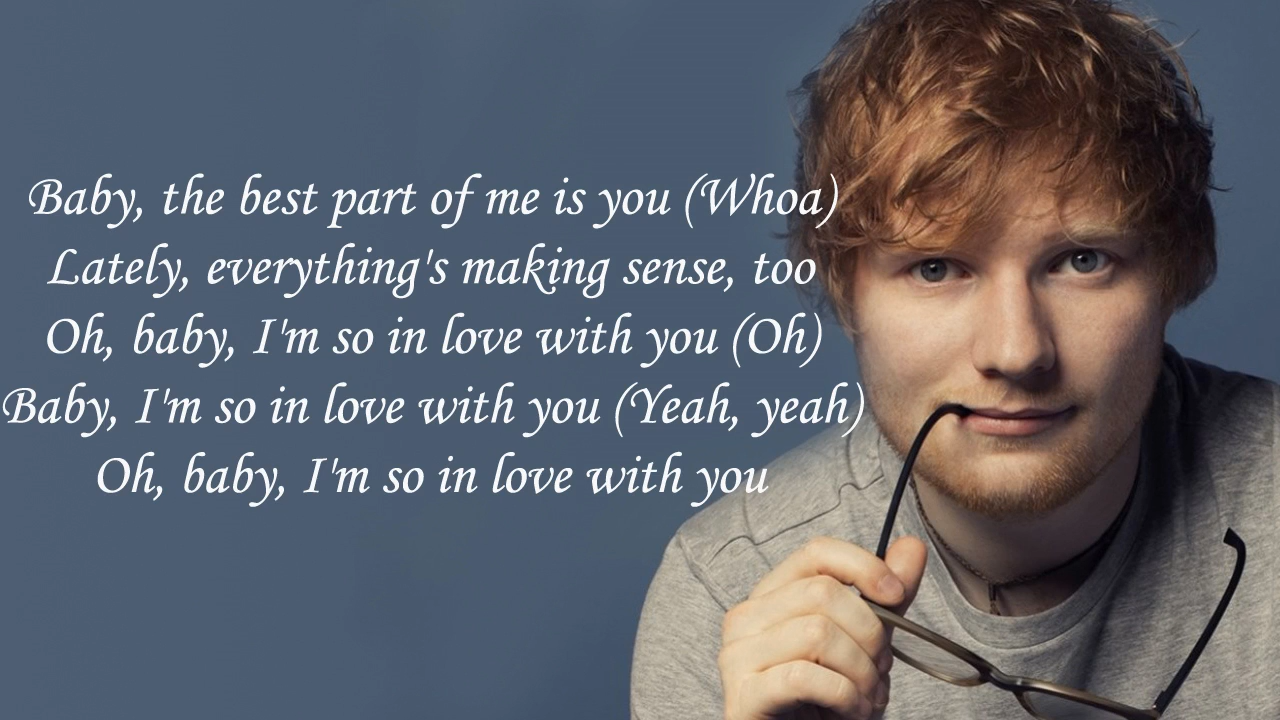 Baby, the best part of me is you (Whoa)
Lately, everything's making sense, too
Oh, baby, I'm so in love with you (Oh)
Baby, I'm so in love with you (Yeah, yeah)
Oh, baby, I'm so in love with you